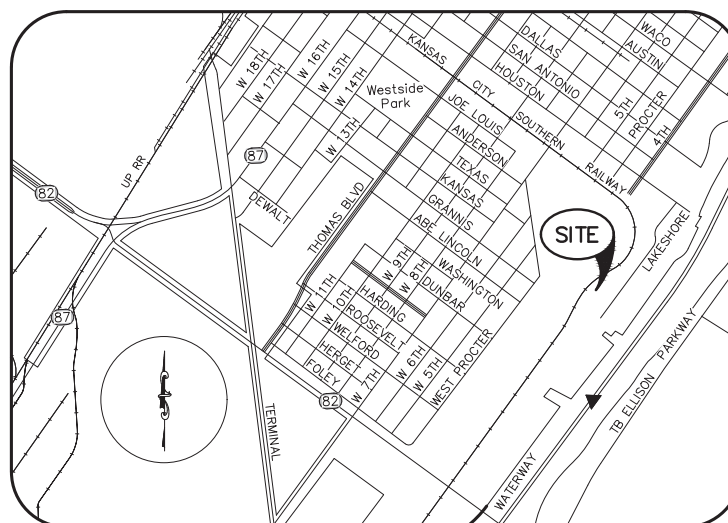 WACO
DALLAS
AUSTIN
KANSAS
SAN ANTONIO
HOUSTON
W 18TH
W 17TH
W 16TH
W 15TH
W 14TH
W 13TH
Westside
Park
CITY
SOUTHERN
RAILWAY
5TH
PROCTER
4TH
JOE LOUIS
ANDERSON
TEXAS
KANSAS
GRANNIS
ABE LINCOLN
WASHINGTON
DUNBAR
UP RR
82
87
DEWALT
THOMAS BLVD
SITE
LAKESHORE
W 9TH
W 8TH
W 11TH
W 10TH
HARDING
ROOSEVELT
WELFORD
HERGET
FOLEY
W 7TH
W 6TH
W 5TH
WEST PROCTER
87
82
TERMINAL
WATERWAY
TB ELLISON PARKWAY